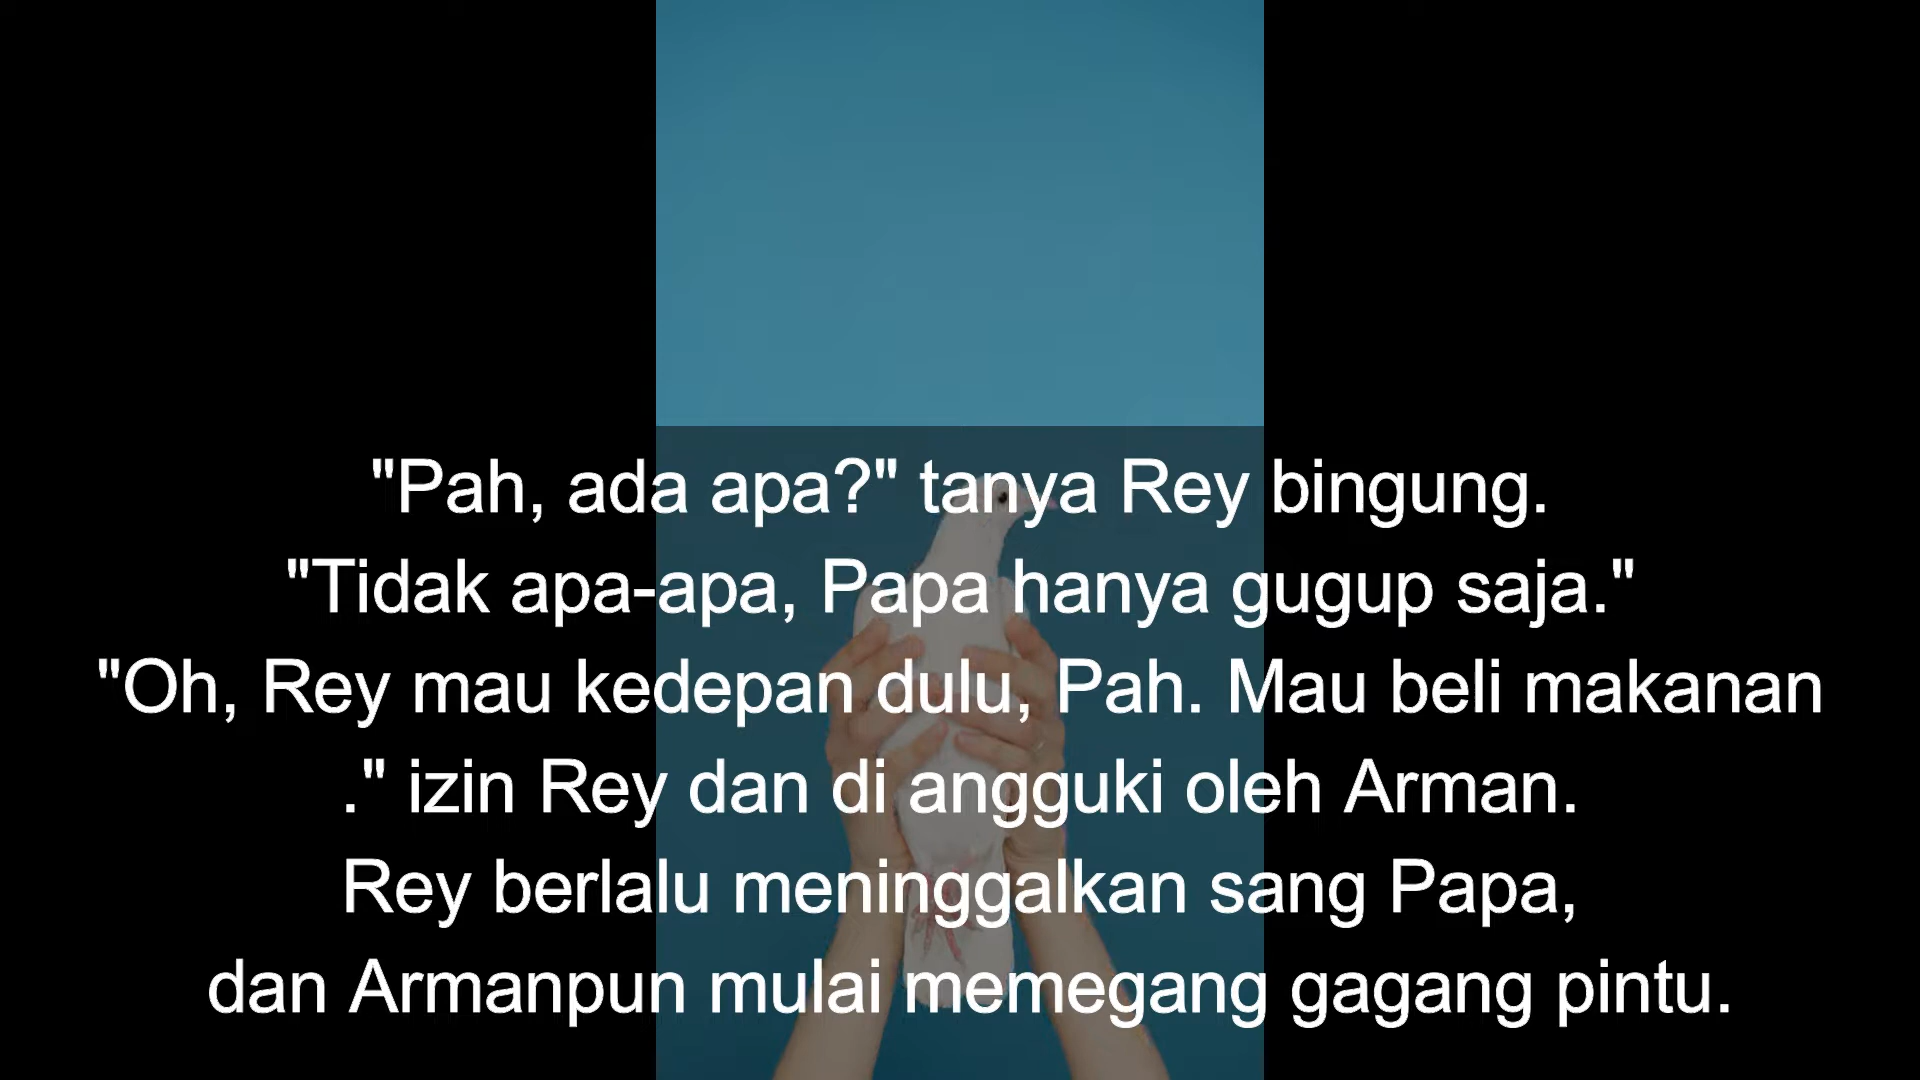 "Pah, ada apa?" tanya Rey bingung.
"Tidak apa-apa, Papa hanya gugup saja."
"Oh, Rey mau kedepan dulu, Pah. Mau beli makanan
." izin Rey dan di angguki oleh Arman.
Rey berlalu meninggalkan sang Papa,
dan Armanpun mulai memegang gagang pintu.